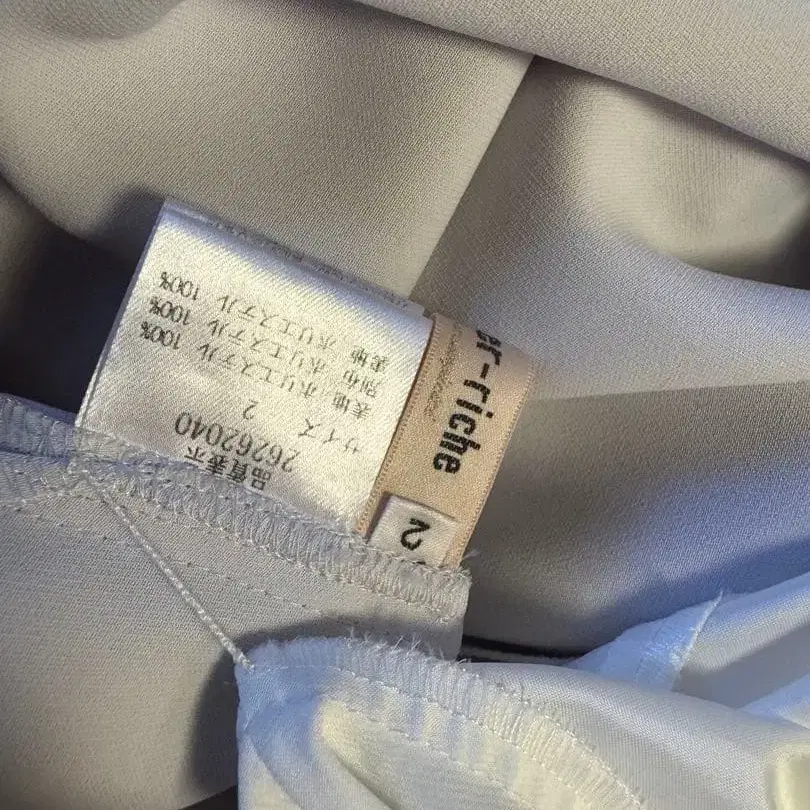 品質表示
26262040
サイズ 2
表地 ポリエステル 100%
別布 ポリエステル 100%
裏地 ポリエステル 100%
er-riche
2